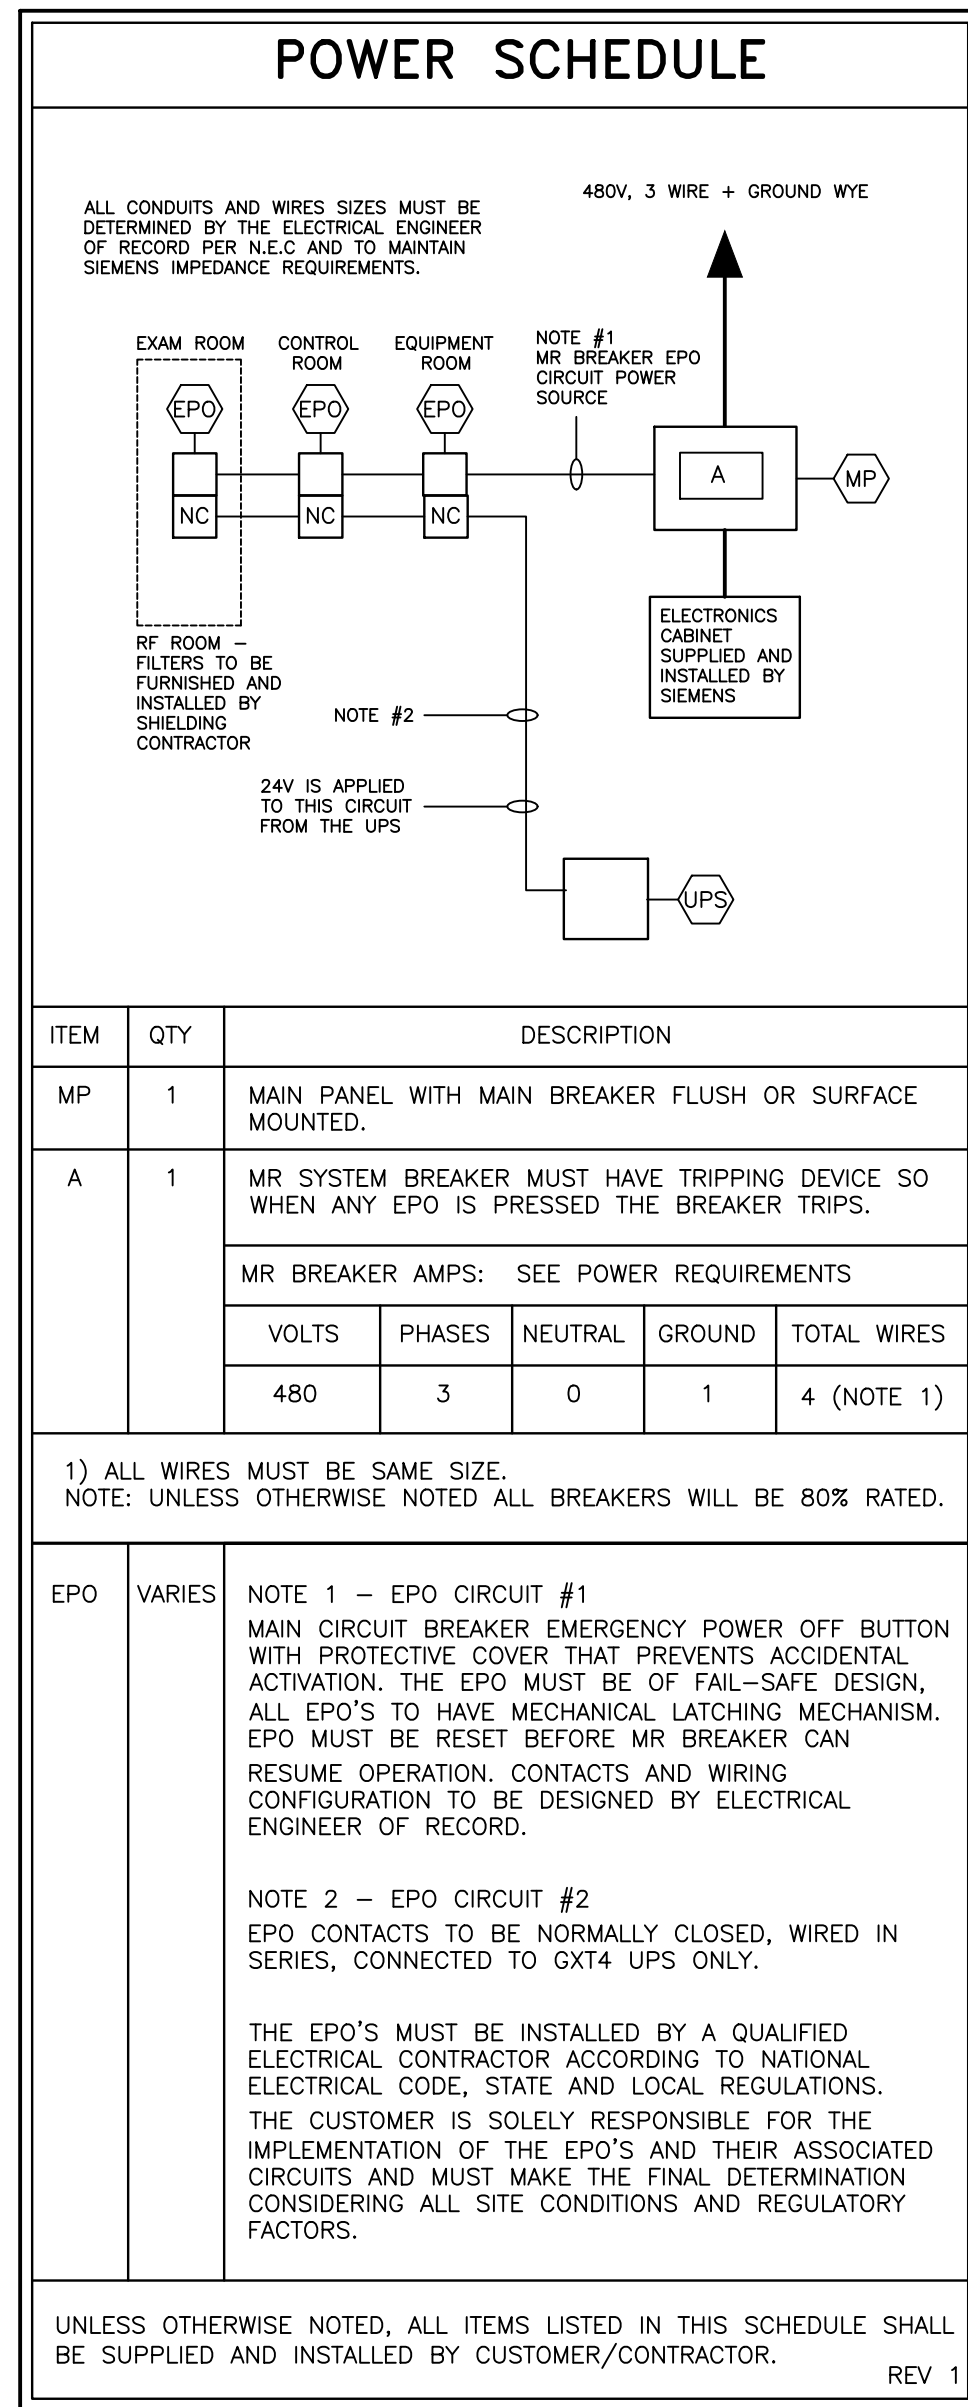 POWER SCHEDULE
480V, 3 WIRE + GROUND WYE
ALL CONDUITS AND WIRES SIZES MUST BE
DETERMINED BY THE ELECTRICAL ENGINEER
OF RECORD PER N.E.C AND TO MAINTAIN
SIEMENS IMPEDANCE REQUIREMENTS.
EXAM ROOM
CONTROL
ROOM
EQUIPMENT
ROOM
NOTE #1
MR BREAKER EPO
CIRCUIT POWER
SOURCE
EPO
EPO
EPO
A
MP
NC
NC
NC
ELECTRONICS
CABINET
SUPPLIED AND
INSTALLED BY
SIEMENS
RF ROOM –
FILTERS TO BE
FURNISHED AND
INSTALLED BY
SHIELDING
CONTRACTOR
NOTE #2
24V IS APPLIED
TO THIS CIRCUIT
FROM THE UPS
UPS
ITEM QTY DESCRIPTION
MP 1 MAIN PANEL WITH MAIN BREAKER FLUSH OR SURFACE
MOUNTED.
A 1 MR SYSTEM BREAKER MUST HAVE TRIPPING DEVICE SO
WHEN ANY EPO IS PRESSED THE BREAKER TRIPS.
MR BREAKER AMPS: SEE POWER REQUIREMENTS
VOLTS PHASES NEUTRAL GROUND TOTAL WIRES
480 3 0 1 4 (NOTE 1)
1) ALL WIRES MUST BE SAME SIZE.
NOTE: UNLESS OTHERWISE NOTED ALL BREAKERS WILL BE 80% RATED.
EPO VARIES NOTE 1 – EPO CIRCUIT #1
MAIN CIRCUIT BREAKER EMERGENCY POWER OFF BUTTON
WITH PROTECTIVE COVER THAT PREVENTS ACCIDENTAL
ACTIVATION. THE EPO MUST BE OF FAIL–SAFE DESIGN,
ALL EPO'S TO HAVE MECHANICAL LATCHING MECHANISM.
EPO MUST BE RESET BEFORE MR BREAKER CAN
RESUME OPERATION. CONTACTS AND WIRING
CONFIGURATION TO BE DESIGNED BY ELECTRICAL
ENGINEER OF RECORD.
NOTE 2 – EPO CIRCUIT #2
EPO CONTACTS TO BE NORMALLY CLOSED, WIRED IN
SERIES, CONNECTED TO GXT4 UPS ONLY.
THE EPO'S MUST BE INSTALLED BY A QUALIFIED
ELECTRICAL CONTRACTOR ACCORDING TO NATIONAL
ELECTRICAL CODE, STATE AND LOCAL REGULATIONS.
THE CUSTOMER IS SOLELY RESPONSIBLE FOR THE
IMPLEMENTATION OF THE EPO'S AND THEIR ASSOCIATED
CIRCUITS AND MUST MAKE THE FINAL DETERMINATION
CONSIDERING ALL SITE CONDITIONS AND REGULATORY
FACTORS.
UNLESS OTHERWISE NOTED, ALL ITEMS LISTED IN THIS SCHEDULE SHALL
BE SUPPLIED AND INSTALLED BY CUSTOMER/CONTRACTOR.
REV 1